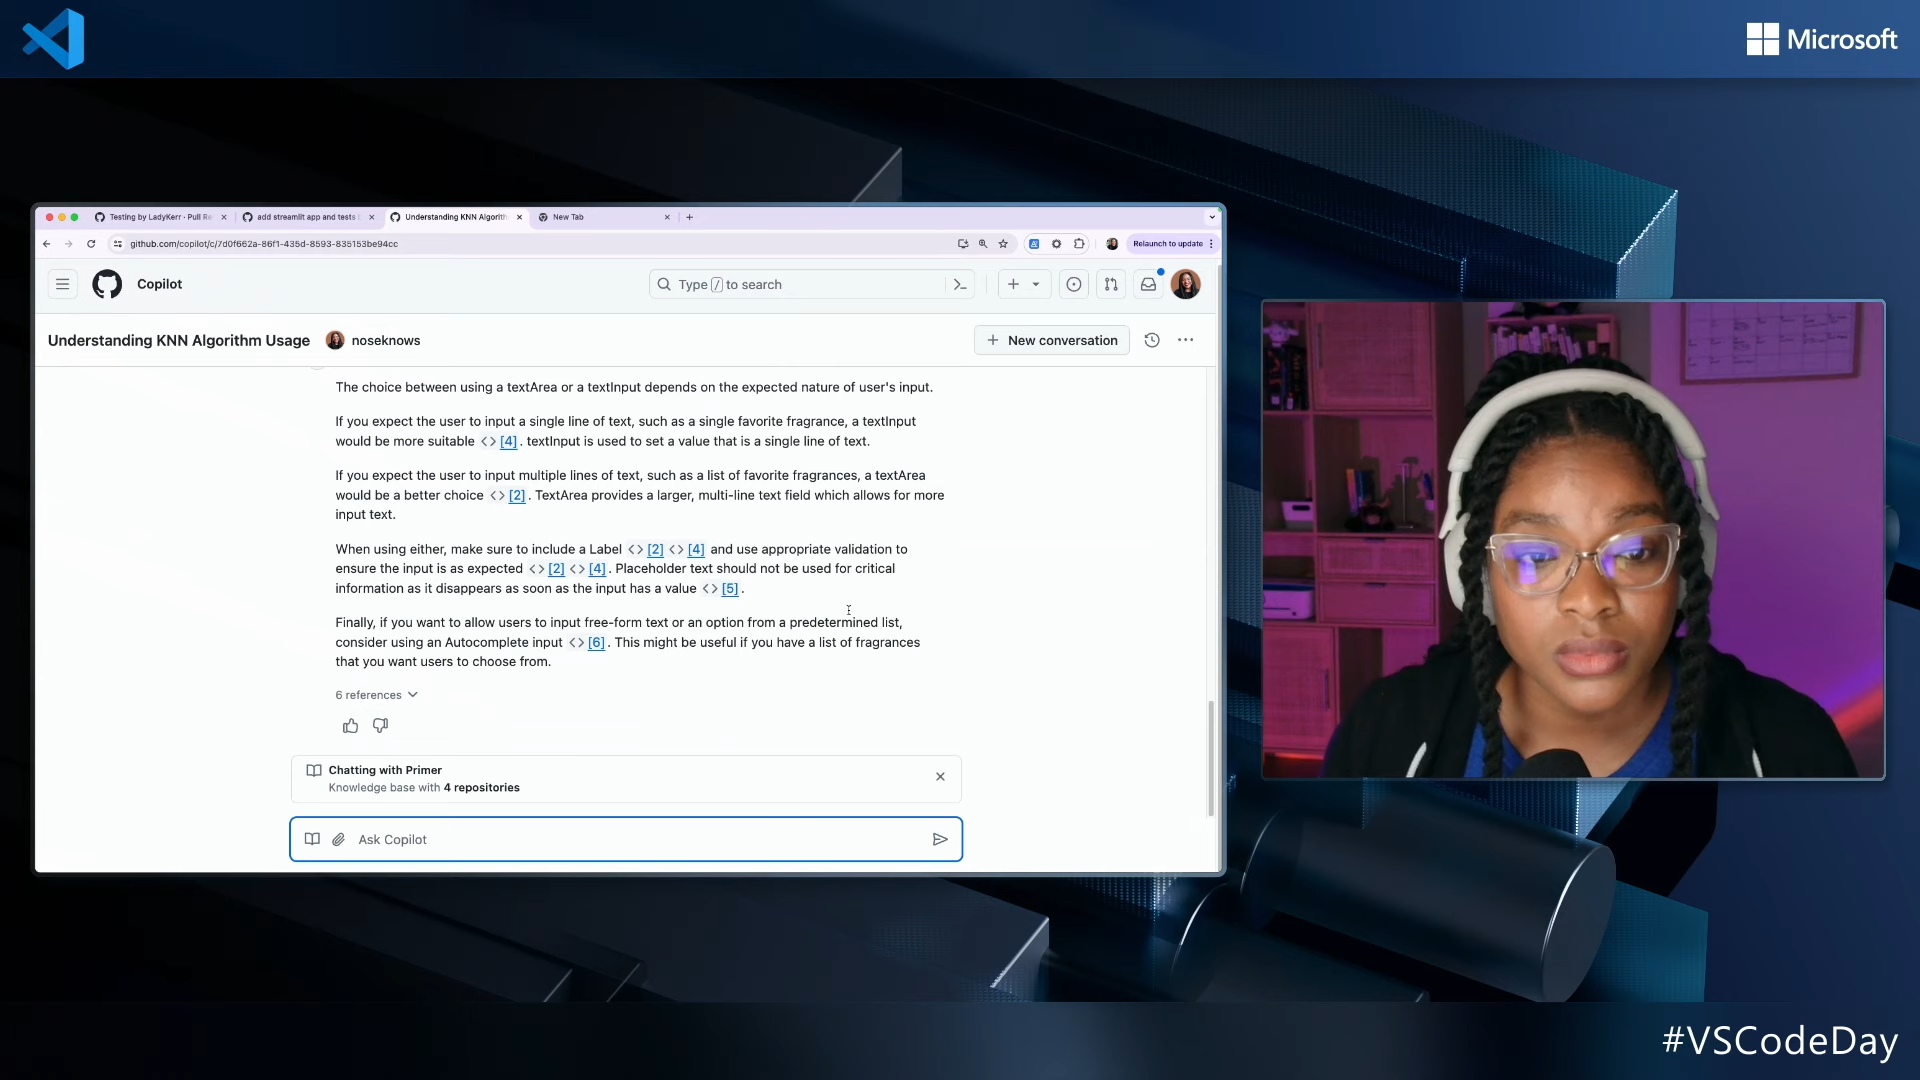 Microsoft
Testing by LadyKerr · Pull Re
add streamlit app and tests
Understanding KNN Algorith
New Tab
github.com/copilot/c/7d0f662a-86f1-435d-8593-835153be94cc
Relaunch to update
Copilot
Type / to search
Understanding KNN Algorithm Usage
noseknows
New conversation
The choice between using a textArea or a textInput depends on the expected nature of user's input.
If you expect the user to input a single line of text, such as a single favorite fragrance, a textInput
would be more suitable <> [4]. textInput is used to set a value that is a single line of text.
If you expect the user to input multiple lines of text, such as a list of favorite fragrances, a textArea
would be a better choice <> [2]. TextArea provides a larger, multi-line text field which allows for more
input text.
When using either, make sure to include a Label <> [2] <> [4] and use appropriate validation to
ensure the input is as expected <> [2] <> [4]. Placeholder text should not be used for critical
information as it disappears as soon as the input has a value <> [5].
Finally, if you want to allow users to input free-form text or an option from a predetermined list,
consider using an Autocomplete input <> [6]. This might be useful if you have a list of fragrances
that you want users to choose from.
6 references
Chatting with Primer
Knowledge base with 4 repositories
Ask Copilot
#VSCodeDay